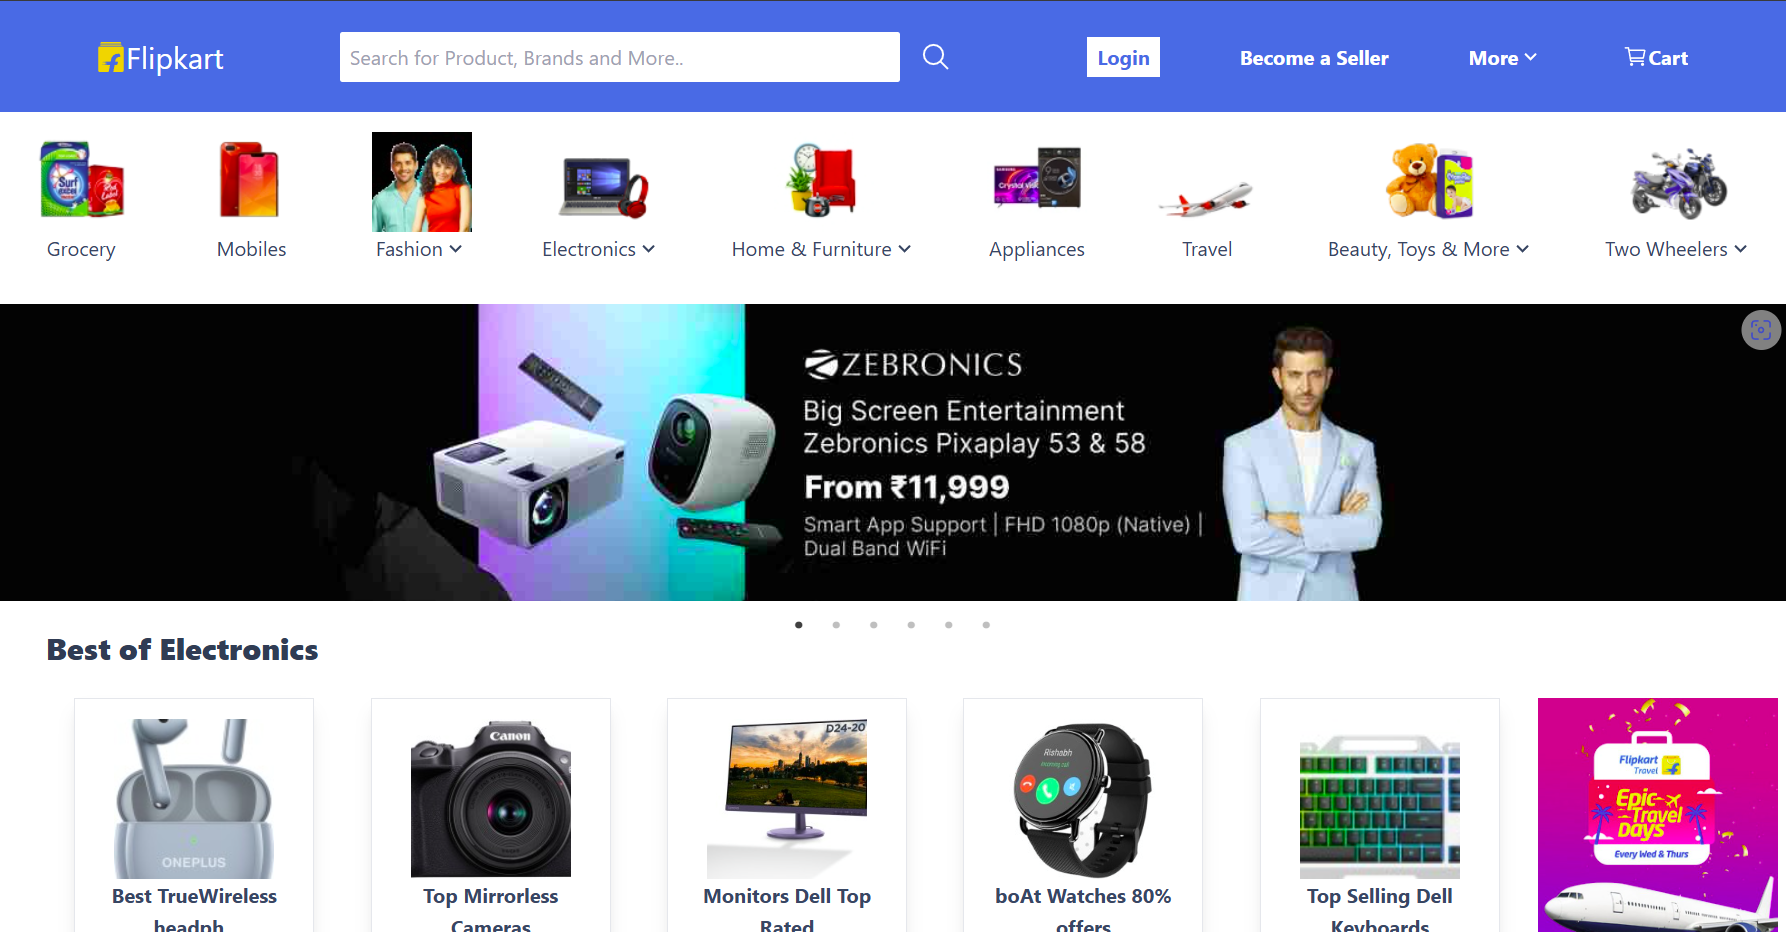 Flipkart
Search for Product, Brands and More..
Login
Become a Seller
More
Cart
Surf
excel
Grocery
Mobiles
Fashion
Electronics
Home & Furniture
Appliances
Travel
Beauty, Toys & More
Two Wheelers
ZEBRONICS
Big Screen Entertainment
Zebronics Pixaplay 53 & 58
From ₹11,999
Smart App Support | FHD 1080p (Native) |
Dual Band WiFi
Best of Electronics
ONEPLUS
Best TrueWireless
headph
Canon
Top Mirrorless
Cameras
D24-20
Monitors Dell Top
Rated
Rishabh
boAt Watches 80%
offers
Top Selling Dell
Keyboards
Flipkart
Travel
Epic
Travel
Days
Every Wed & Thurs